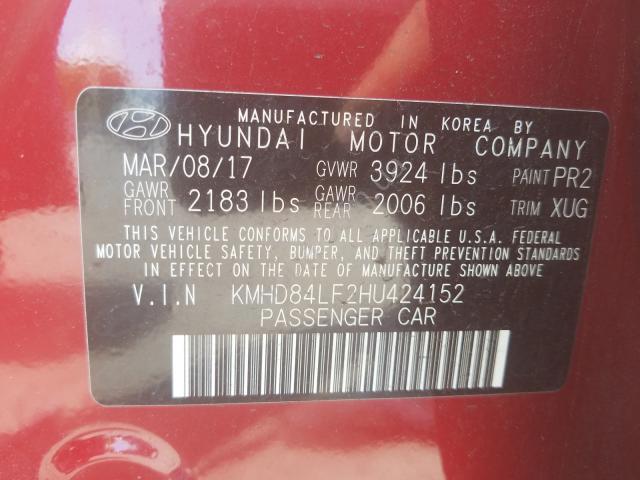 MANUFACTURED IN KOREA BY
HYUNDAI MOTOR COMPANY
MAR/08/17 GVWR 3924 lbs PAINT PR2
GAWR FRONT 2183 lbs GAWR REAR 2006 lbs TRIM XUG
THIS VEHICLE CONFORMS TO ALL APPLICABLE U.S.A. FEDERAL
MOTOR VEHICLE SAFETY, BUMPER, AND THEFT PREVENTION STANDARDS
IN EFFECT ON THE DATE OF MANUFACTURE SHOWN ABOVE
V.I.N KMHD84LF2HU424152
PASSENGER CAR